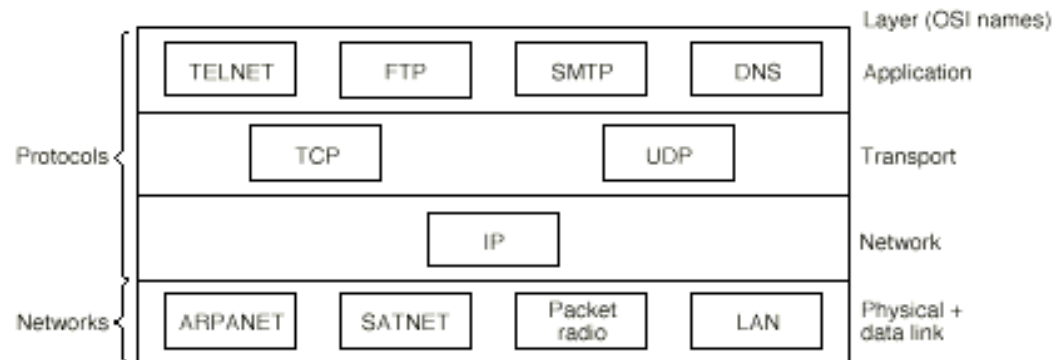 Layer (OSI names)
TELNET FTP SMTP DNS Application
Protocols TCP UDP Transport
IP Network
Networks ARPANET SATNET Packet radio LAN Physical + data link